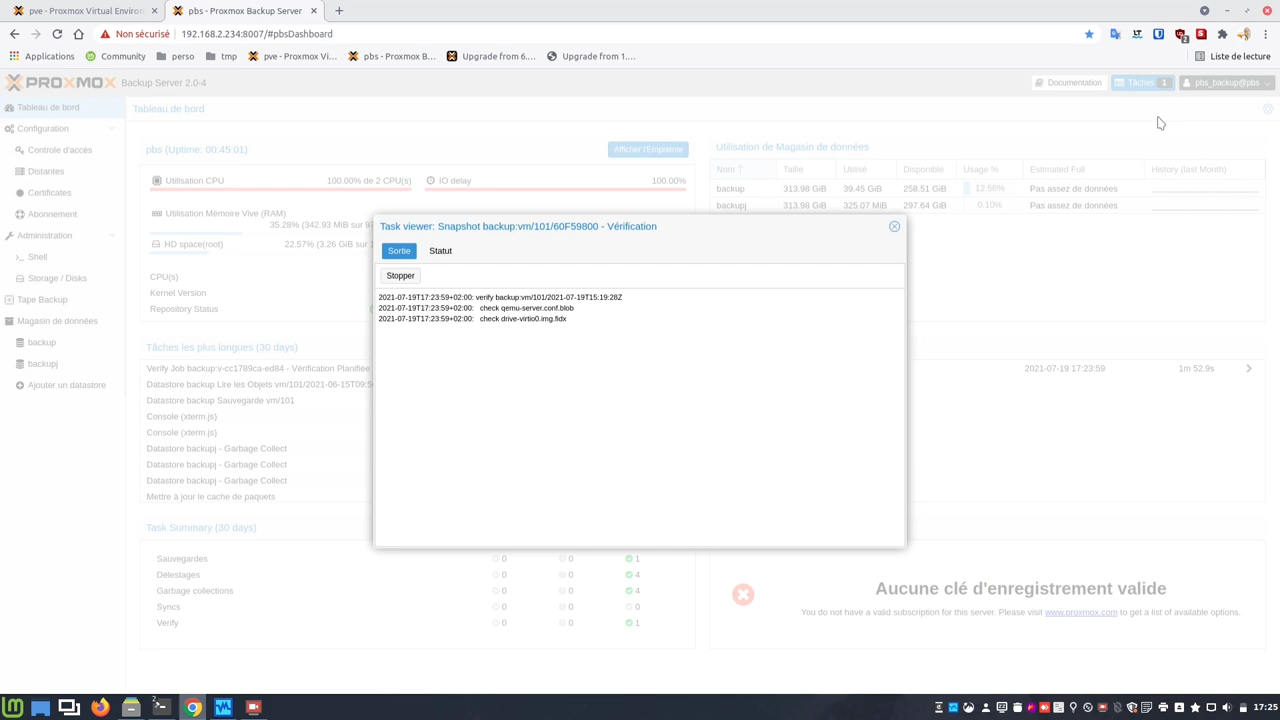 pve - Proxmox Virtual Environ
pbs - Proxmox Backup Server
Non sécurisé
192.168.2.234:8007/#pbsDashboard
Applications
Community
perso
tmp
pve - Proxmox Vi...
pbs - Proxmox B...
Upgrade from 6....
Upgrade from 1....
Liste de lecture
PROXMOX Backup Server 2.0-4
Documentation
Tâches 1
pbs_backup@pbs
Tableau de bord
Configuration
Controle d'accès
Distantes
Certificates
Abonnement
Administration
Shell
Storage / Disks
Tape Backup
Magasin de données
backup
backupj
Ajouter un datastore
Tableau de bord
pbs (Uptime: 00:45:01)
Afficher l'Empreinte
Utilisation CPU 100.00% de 2 CPU(s)
IO delay 100.00%
Utilisation Mémoire Vive (RAM)
35.28% (342.93 MiB sur 97
HD space(root) 22.57% (3.26 GiB sur
CPU(s)
Kernel Version
Repository Status
Utilisation de Magasin de données
Nom Taille Utilisé Disponible Usage % Estimated Full History (last Month)
backup 313.98 GiB 39.45 GiB 258.51 GiB 12.56% Pas assez de données
backupj 313.98 GiB 325.07 MiB 297.64 GiB 0.10% Pas assez de données
Task viewer: Snapshot backup:vm/101/60F59800 - Vérification
Sortie
Statut
Stopper
2021-07-19T17:23:59+02:00: verify backup:vm/101/2021-07-19T15:19:28Z
2021-07-19T17:23:59+02:00: check qemu-server.conf.blob
2021-07-19T17:23:59+02:00: check drive-virtio0.img.fidx
Tâches les plus longues (30 days)
Verify Job backup:v-cc1789ca-ed84 - Vérification Planifiée
Datastore backup Lire les Objets vm/101/2021-06-15T09:5
Datastore backup Sauvegarde vm/101
Console (xterm.js)
Console (xterm.js)
Datastore backupj - Garbage Collect
Datastore backupj - Garbage Collect
Datastore backupj - Garbage Collect
Mettre à jour le cache de paquets
2021-07-19 17:23:59 1m 52.9s
Task Summary (30 days)
Sauvegardes 0 0 1
Délestages 0 0 4
Garbage collections 0 0 4
Syncs 0 0 0
Verify 0 0 1
Aucune clé d'enregistrement valide
You do not have a valid subscription for this server. Please visit www.proxmox.com to get a list of available options.
17:25